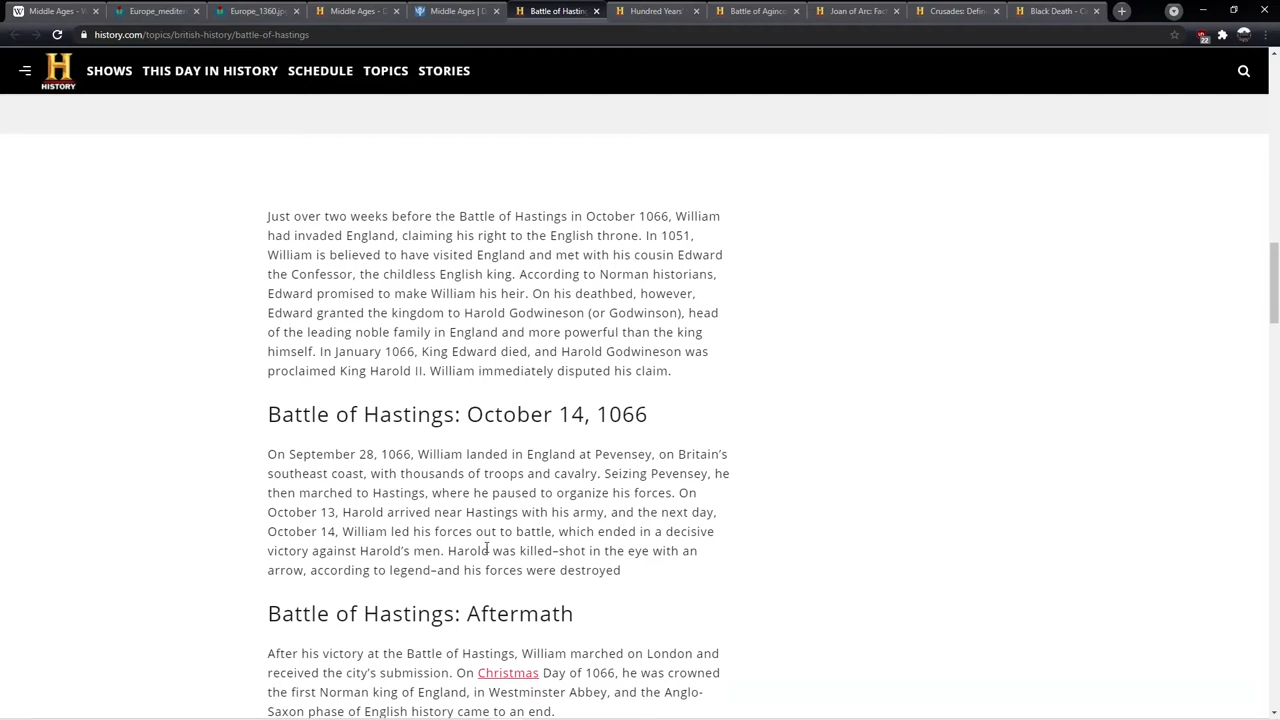 Middle Ages - 
Europe_medite
Europe_1360.jp
Middle Ages - 
Middle Ages | D
Battle of Hastin
Hundred Years'
Battle of Aginco
Joan of Arc: Fac
Crusades: Defin
Black Death - C
history.com/topics/british-history/battle-of-hastings
22
H
HISTORY
SHOWS THIS DAY IN HISTORY SCHEDULE TOPICS STORIES
Just over two weeks before the Battle of Hastings in October 1066, William
had invaded England, claiming his right to the English throne. In 1051,
William is believed to have visited England and met with his cousin Edward
the Confessor, the childless English king. According to Norman historians,
Edward promised to make William his heir. On his deathbed, however,
Edward granted the kingdom to Harold Godwineson (or Godwinson), head
of the leading noble family in England and more powerful than the king
himself. In January 1066, King Edward died, and Harold Godwineson was
proclaimed King Harold II. William immediately disputed his claim.
Battle of Hastings: October 14, 1066
On September 28, 1066, William landed in England at Pevensey, on Britain's
southeast coast, with thousands of troops and cavalry. Seizing Pevensey, he
then marched to Hastings, where he paused to organize his forces. On
October 13, Harold arrived near Hastings with his army, and the next day,
October 14, William led his forces out to battle, which ended in a decisive
victory against Harold's men. Harold was killed–shot in the eye with an
arrow, according to legend–and his forces were destroyed
Battle of Hastings: Aftermath
After his victory at the Battle of Hastings, William marched on London and
received the city's submission. On Christmas Day of 1066, he was crowned
the first Norman king of England, in Westminster Abbey, and the Anglo-
Saxon phase of English history came to an end.